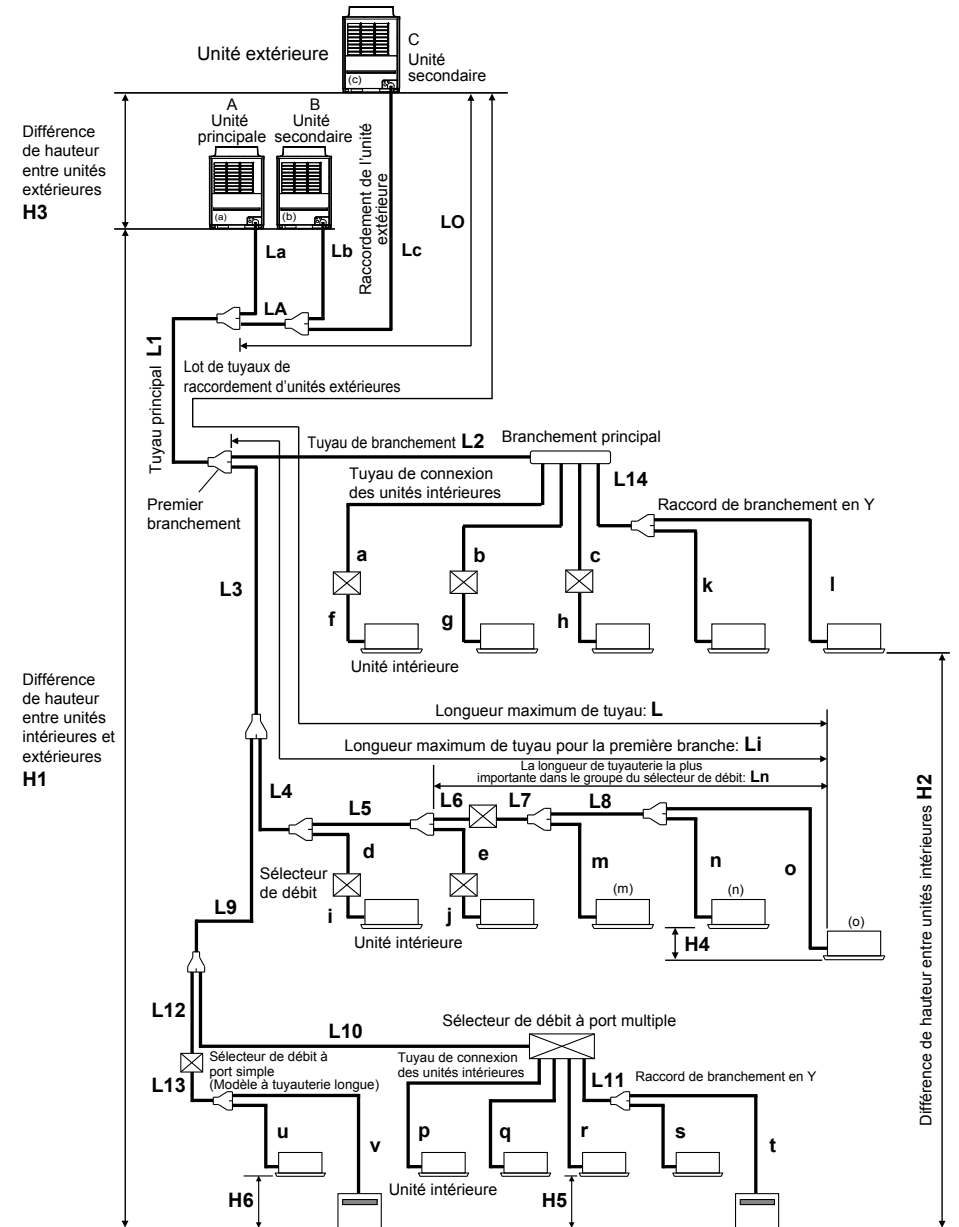 Unité extérieure
C
Unité
secondaire
(c)
A
Unité
principale
B
Unité
secondaire
(a)
(b)
Différence
de hauteur
entre unités
extérieures
H3
Raccordement de l'unité
extérieure
LO
La
Lb
Lc
LA
Tuyau principal L1
Lot de tuyaux de
raccordement d'unités extérieures
Tuyau de branchement L2
Branchement principal
Premier
branchement
Tuyau de connexion
des unités intérieures
L14
Raccord de branchement en Y
a
b
c
k
l
L3
f
g
h
Unité intérieure
Différence
de hauteur
entre unités
intérieures et
extérieures
H1
Longueur maximum de tuyau: L
Longueur maximum de tuyau pour la première branche: Li
La longueur de tuyauterie la plus
importante dans le groupe du sélecteur de débit: Ln
L4
L5
L6
L7
L8
d
e
m
n
o
Sélecteur
de débit
(m)
(n)
(o)
i
j
Unité intérieure
H4
L9
Différence de hauteur entre unités intérieures H2
L12
L10
Sélecteur de débit à port multiple
Sélecteur de débit à
port simple
(Modèle à tuyauterie longue)
L13
Tuyau de connexion
des unités intérieures
L11
Raccord de branchement en Y
u
v
p
q
r
s
t
Unité intérieure
H6
H5